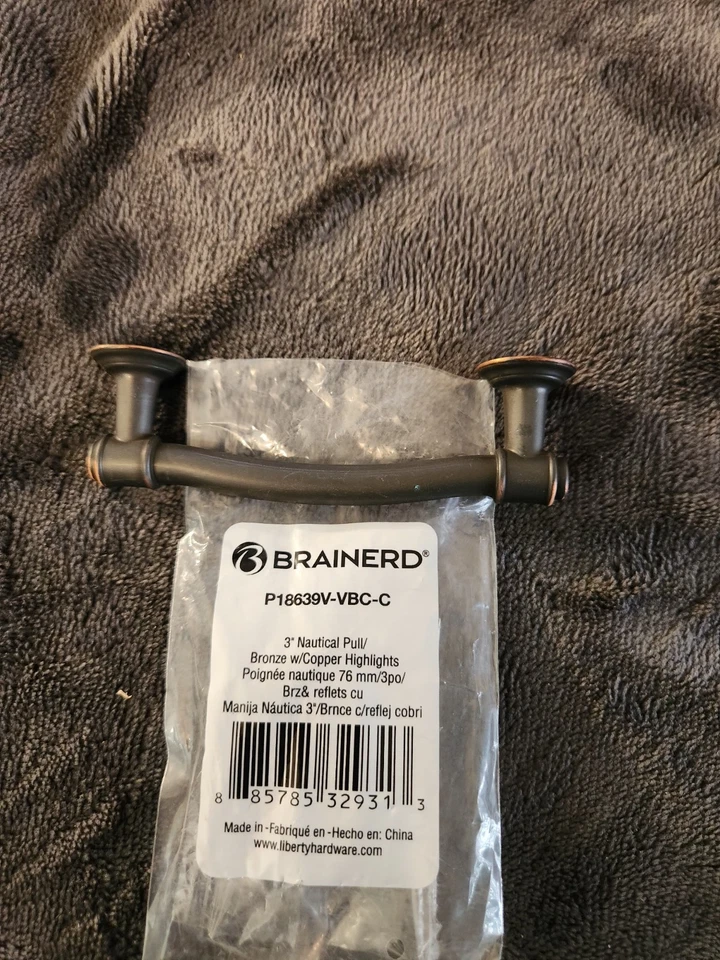 BRAINERD®
P18639V-VBC-C
3" Nautical Pull/
Bronze w/Copper Highlights
Poignée nautique 76 mm/3po/
Brz& reflets cu
Manija Náutica 3"/Brnce c/reflej cobri
8 85785 32931 3
Made in -Fabriqué en -Hecho en: China
www.libertyhardware.com